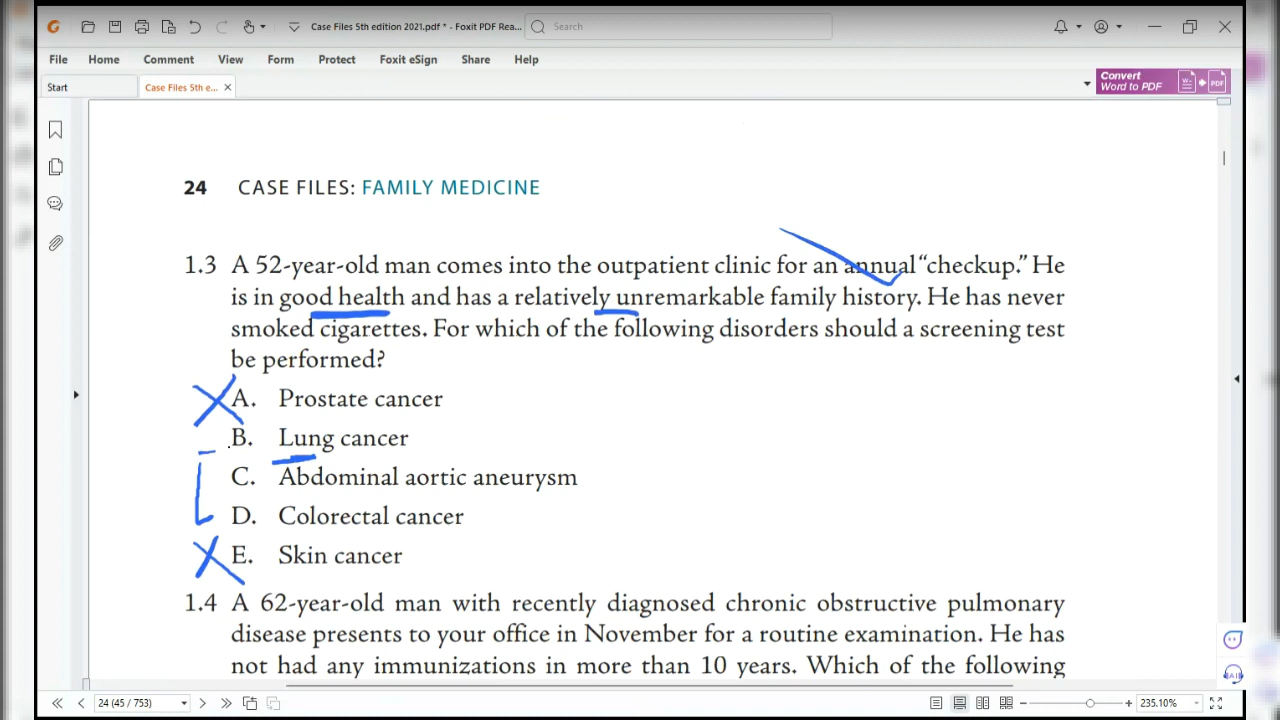 Case Files 5th edition 2021.pdf * - Foxit PDF Rea...
Search
File Home Comment View Form Protect Foxit eSign Share Help
Start
Case Files 5th e...
Convert
Word to PDF
PDF
24 CASE FILES: FAMILY MEDICINE
1.3 A 52-year-old man comes into the outpatient clinic for an annual “checkup.” He
is in good health and has a relatively unremarkable family history. He has never
smoked cigarettes. For which of the following disorders should a screening test
be performed?
A. Prostate cancer
B. Lung cancer
C. Abdominal aortic aneurysm
D. Colorectal cancer
E. Skin cancer
1.4 A 62-year-old man with recently diagnosed chronic obstructive pulmonary
disease presents to your office in November for a routine examination. He has
not had any immunizations in more than 10 years. Which of the following
24 (45 / 753)
235.10%